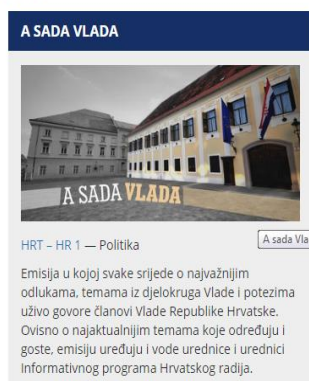 A SADA VLADA
A SADA VLADA
HRT – HR 1 — Politika
A sada Vla
Emisija u kojoj svake srijede o najvažnijim
odlukama, temama iz djelokruga Vlade i potezima
uživo govore članovi Vlade Republike Hrvatske.
Ovisno o najaktualnijim temama koje određuju i
goste, emisiju uređuju i vode urednice i urednici
Informativnog programa Hrvatskog radija.